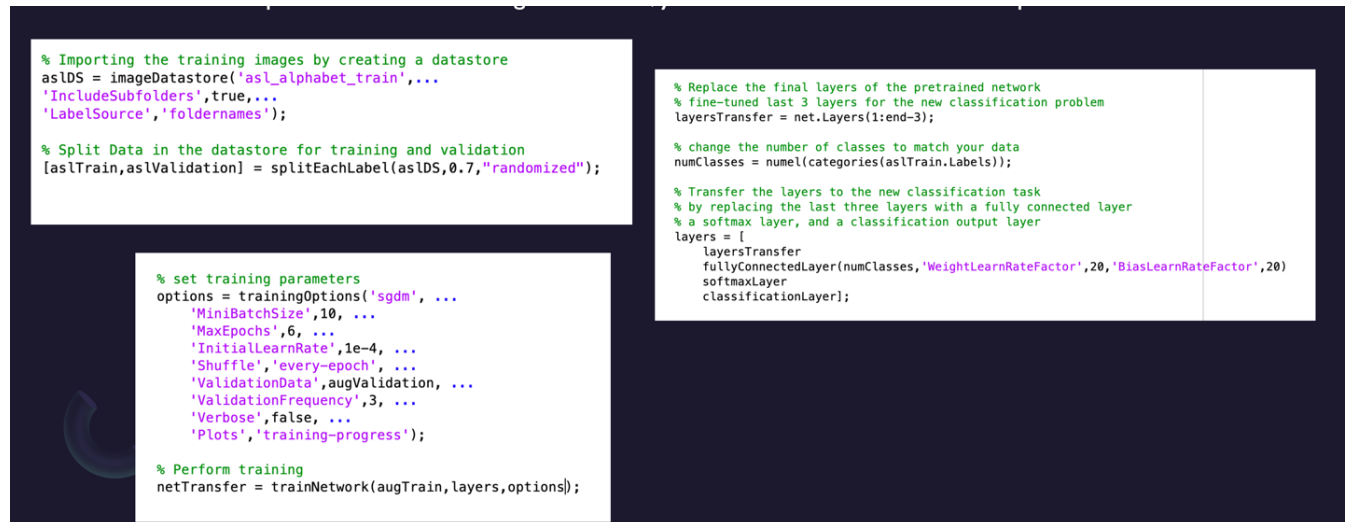 % Importing the training images by creating a datastore
aslDS = imageDatastore('asl_alphabet_train',...
'IncludeSubfolders',true,...
'LabelSource','foldernames');
% Split Data in the datastore for training and validation
[aslTrain,aslValidation] = splitEachLabel(aslDS,0.7,"randomized");
% Replace the final layers of the pretrained network
% fine-tuned last 3 layers for the new classification problem
layersTransfer = net.Layers(1:end-3);
% change the number of classes to match your data
numClasses = numel(categories(aslTrain.Labels));
% Transfer the layers to the new classification task
% by replacing the last three layers with a fully connected layer
% a softmax layer, and a classification output layer
layers = [
layersTransfer
fullyConnectedLayer(numClasses,'WeightLearnRateFactor',20,'BiasLearnRateFactor',20)
softmaxLayer
classificationLayer];
% set training parameters
options = trainingOptions('sgdm', ...
'MiniBatchSize',10, ...
'MaxEpochs',6, ...
'InitialLearnRate',1e-4, ...
'Shuffle','every-epoch', ...
'ValidationData',augValidation, ...
'ValidationFrequency',3, ...
'Verbose',false, ...
'Plots','training-progress');
% Perform training
netTransfer = trainNetwork(augTrain,layers,options);